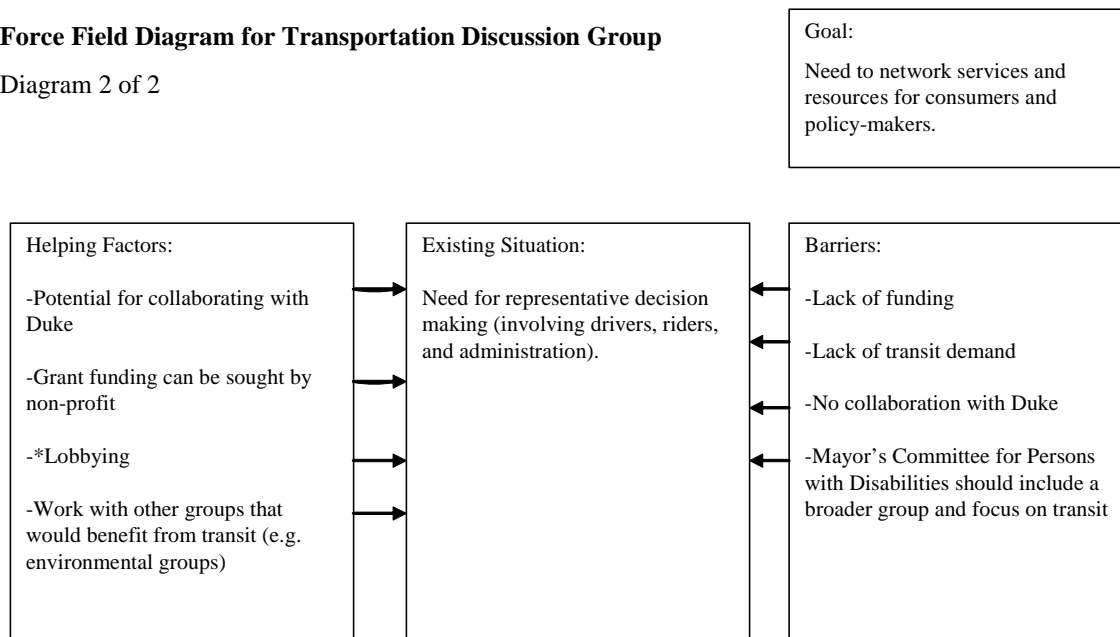 Force Field Diagram for Transportation Discussion Group
Diagram 2 of 2
Goal:
Need to network services and
resources for consumers and
policy-makers.
Helping Factors:
-Potential for collaborating with
Duke
-Grant funding can be sought by
non-profit
-*Lobbying
-Work with other groups that
would benefit from transit (e.g.
environmental groups)
Existing Situation:
Need for representative decision
making (involving drivers, riders,
and administration).
Barriers:
-Lack of funding
-Lack of transit demand
-No collaboration with Duke
-Mayor’s Committee for Persons
with Disabilities should include a
broader group and focus on transit